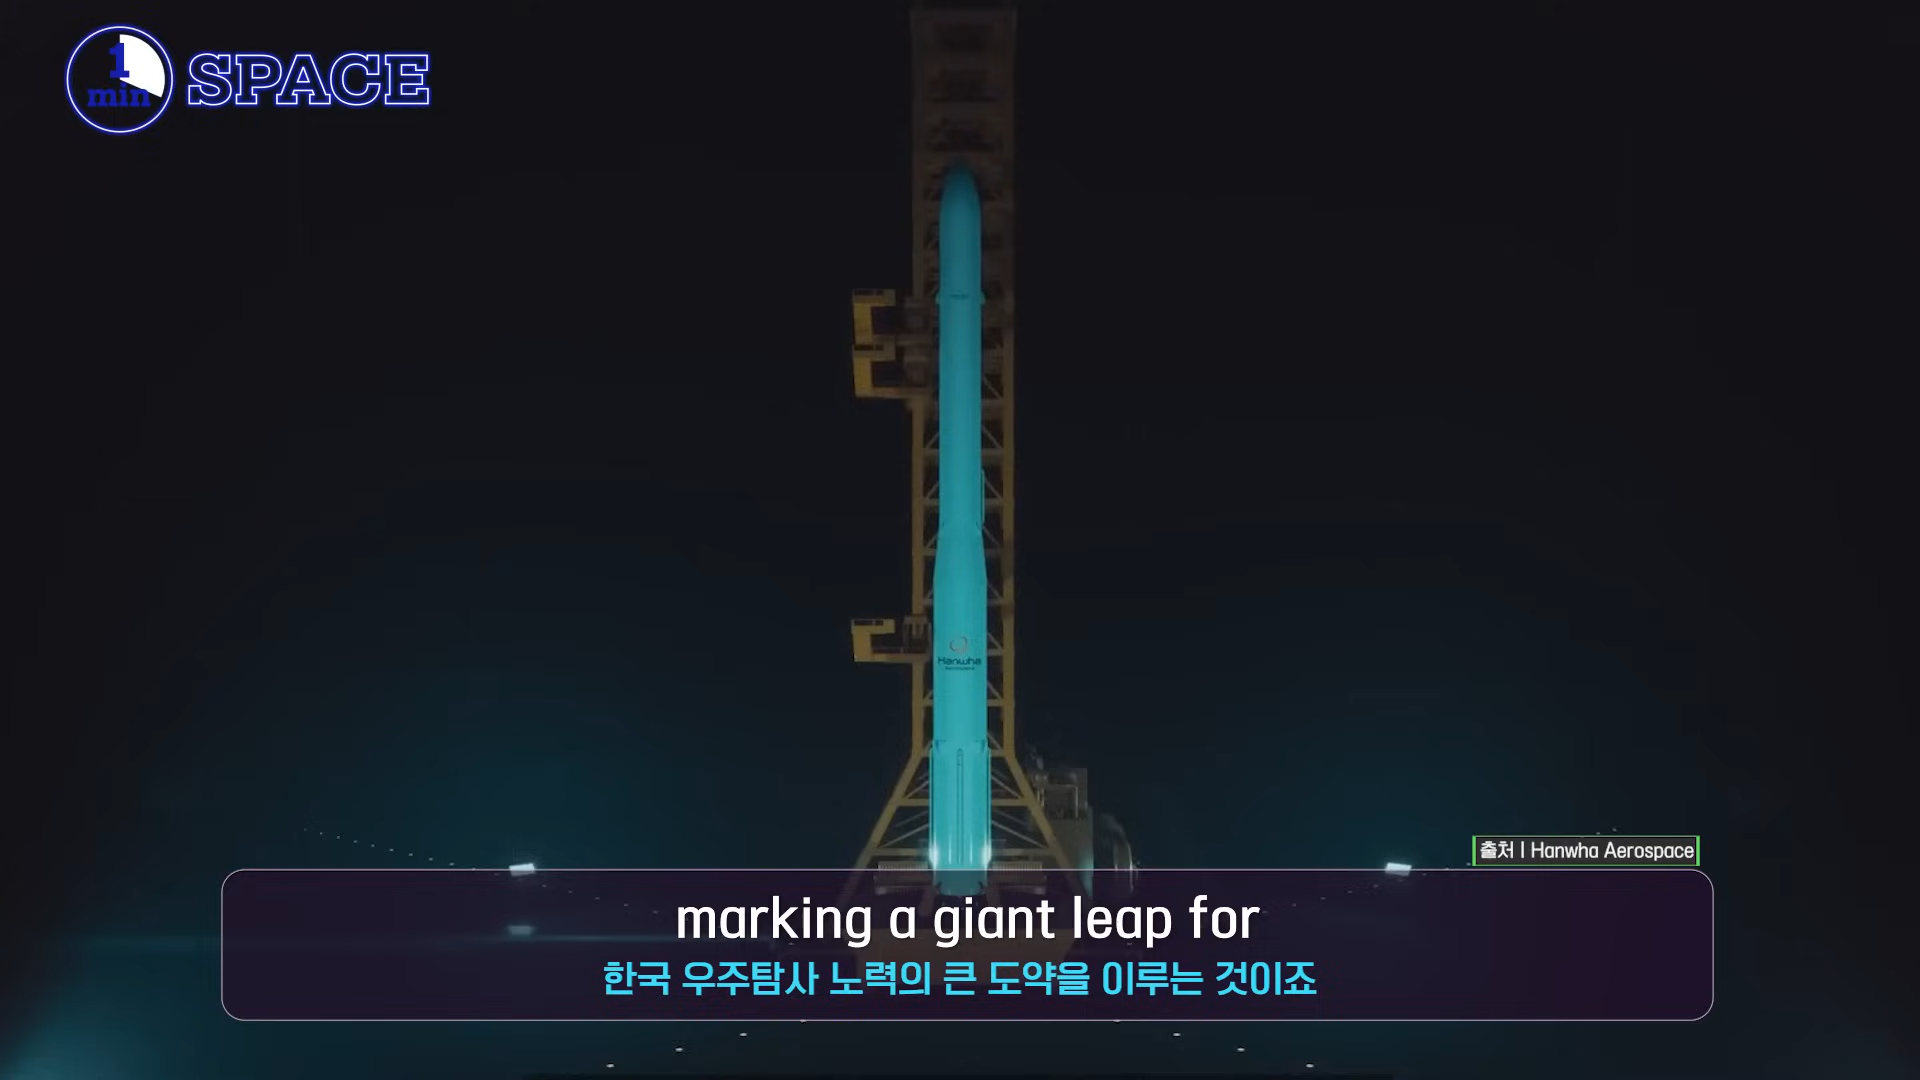 1
min
SPACE
Hanwha
출처 | Hanwha Aerospace
marking a giant leap for
한국 우주탐사 노력의 큰 도약을 이루는 것이죠